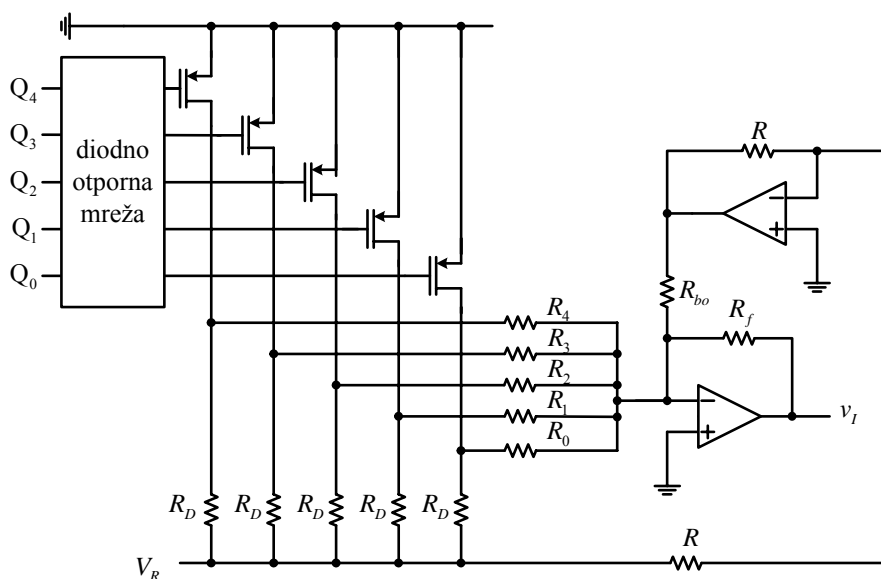 Q4
Q3
Q2
Q1
Q0
diodno
otporna
mreža
R
Rbo
Rf
R4
R3
R2
R1
R0
vI
RD
RD
RD
RD
RD
R
VR